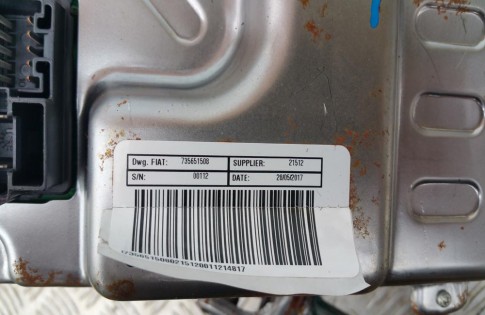 Dwg. FIAT: 735651508 SUPPLIER: 21512
S/N: 00112 DATE: 28/05/2017